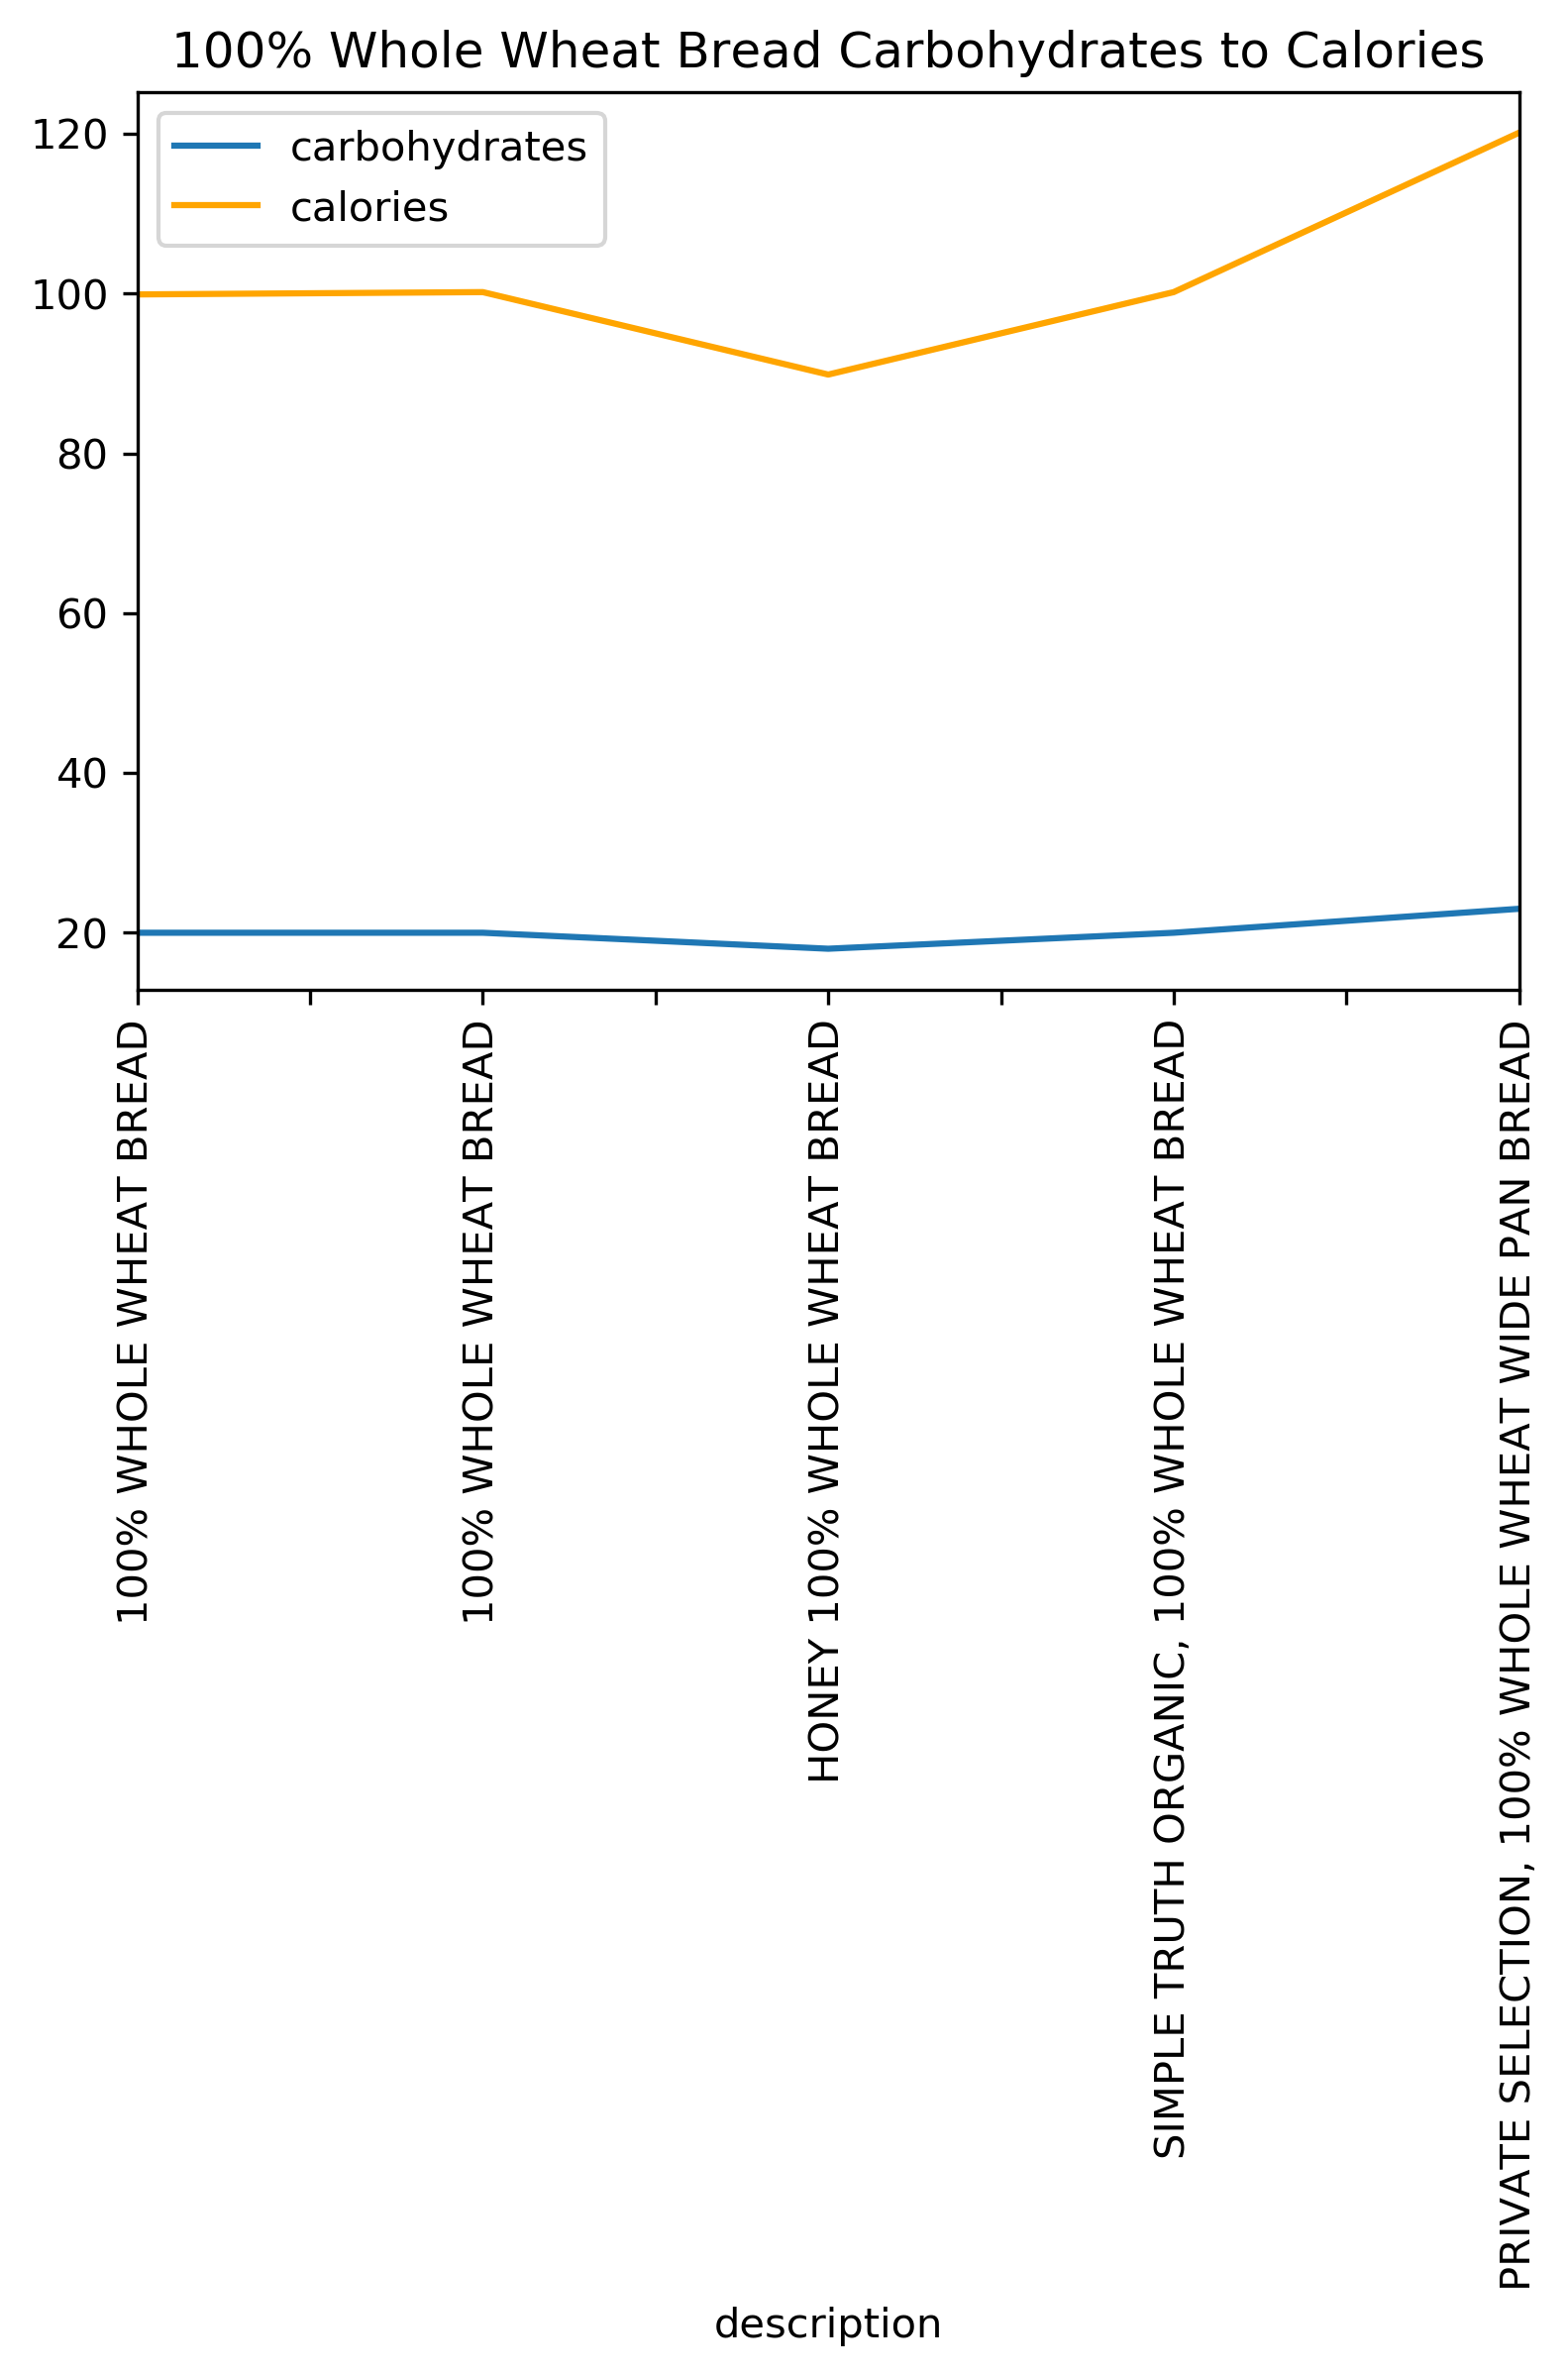 100% Whole Wheat Bread Carbohydrates to Calories
carbohydrates
calories
120
100
80
60
40
20
100% WHOLE WHEAT BREAD
100% WHOLE WHEAT BREAD
HONEY 100% WHOLE WHEAT BREAD
SIMPLE TRUTH ORGANIC, 100% WHOLE WHEAT BREAD
PRIVATE SELECTION, 100% WHOLE WHEAT WIDE PAN BREAD
description